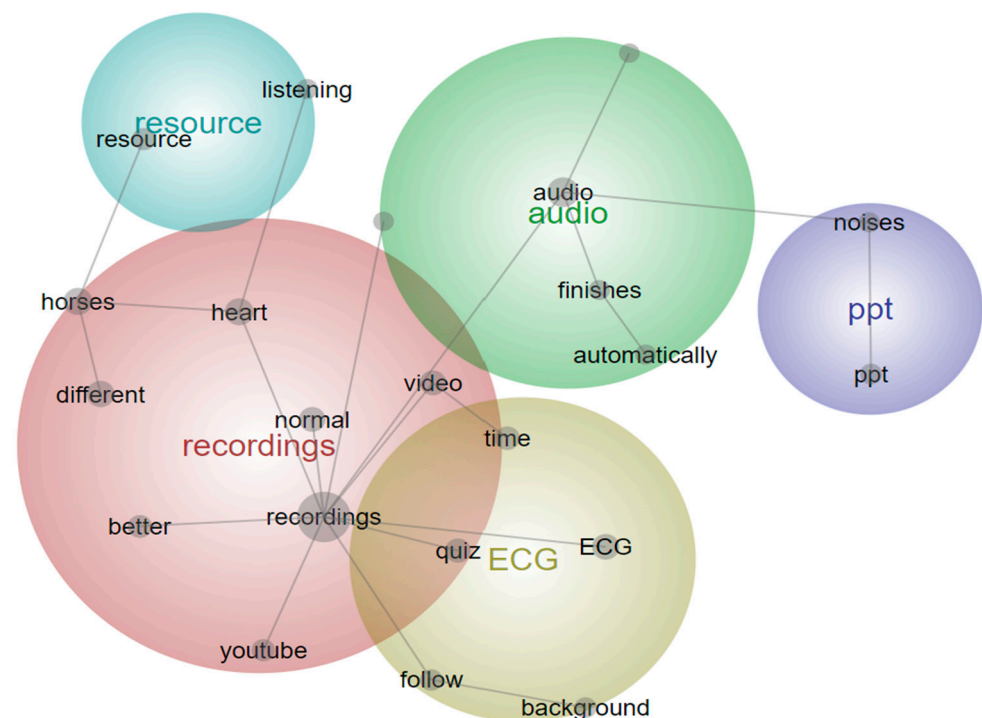 listening
resource
resource
audio
audio
noises
finishes
horses
heart
ppt
automatically
ppt
video
different
normal
time
recordings
recordings
better
quiz
ECG
ECG
youtube
follow
background